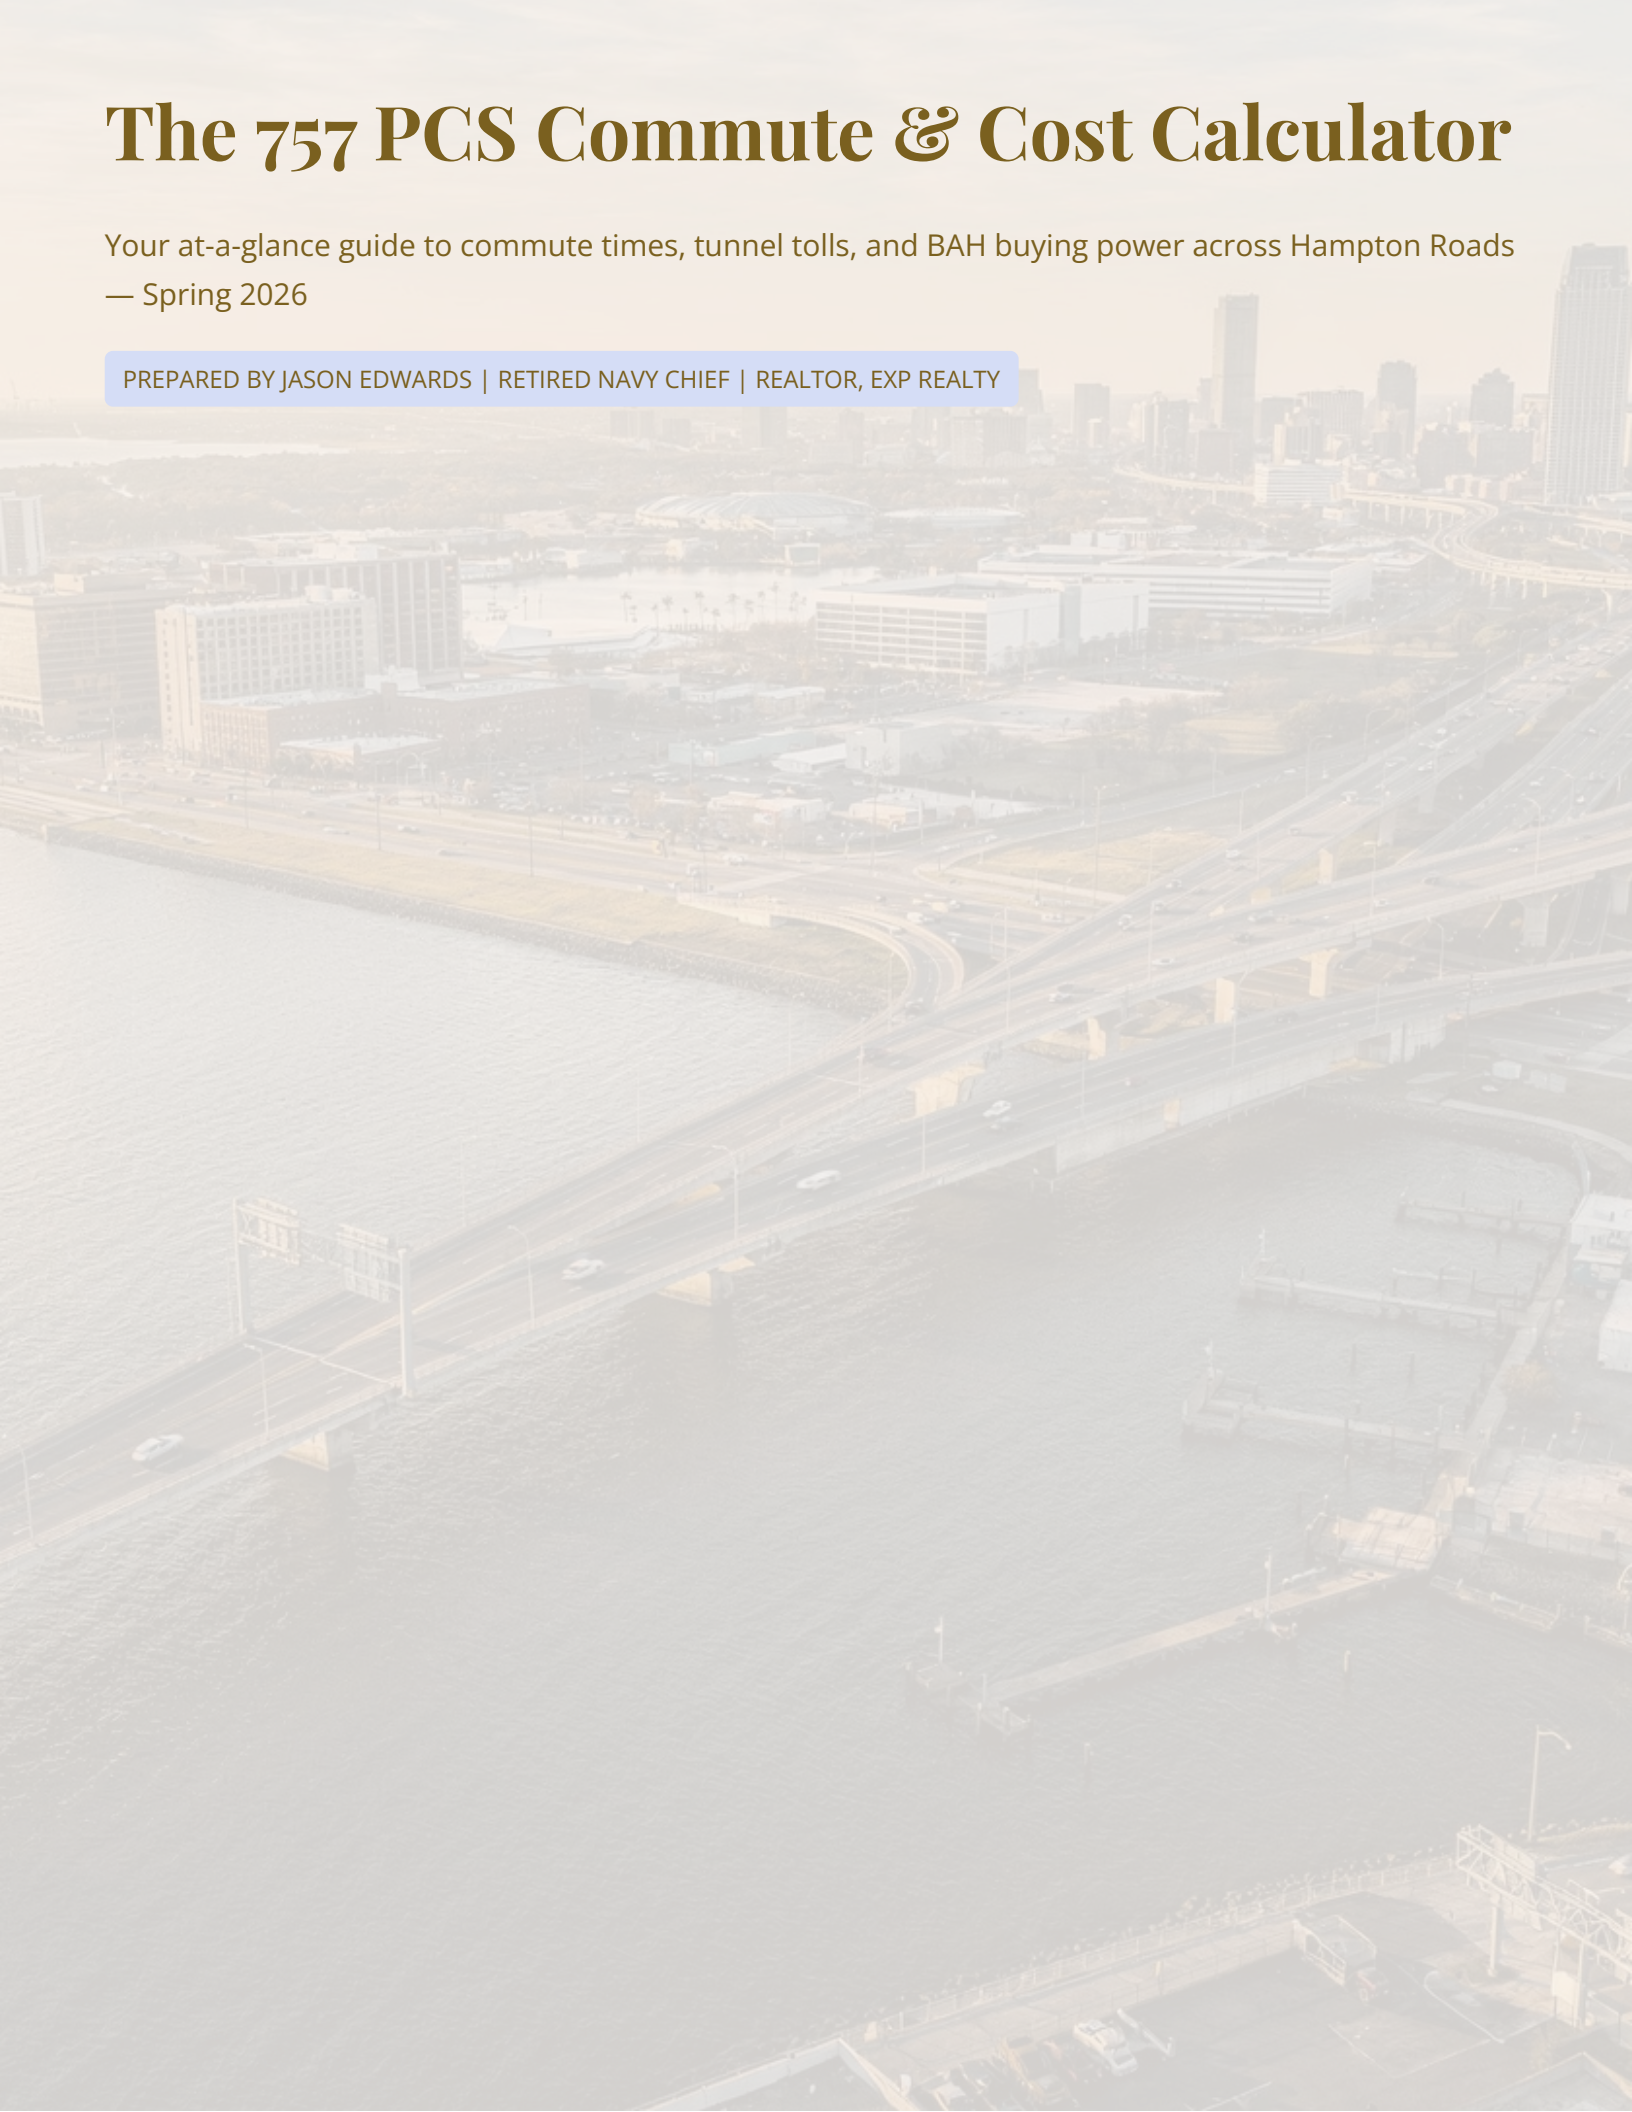 The 757 PCS Commute & Cost Calculator
Your at-a-glance guide to commute times, tunnel tolls, and BAH buying power across Hampton Roads
— Spring 2026
PREPARED BY JASON EDWARDS | RETIRED NAVY CHIEF | REALTOR, EXP REALTY